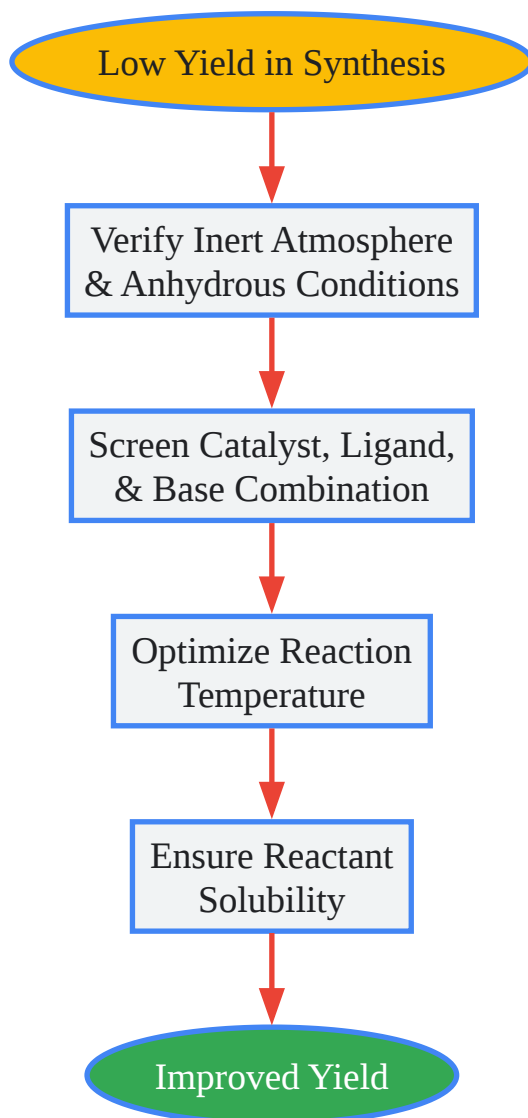 Low Yield in Synthesis
Verify Inert Atmosphere
& Anhydrous Conditions
Screen Catalyst, Ligand,
& Base Combination
Optimize Reaction
Temperature
Ensure Reactant
Solubility
Improved Yield